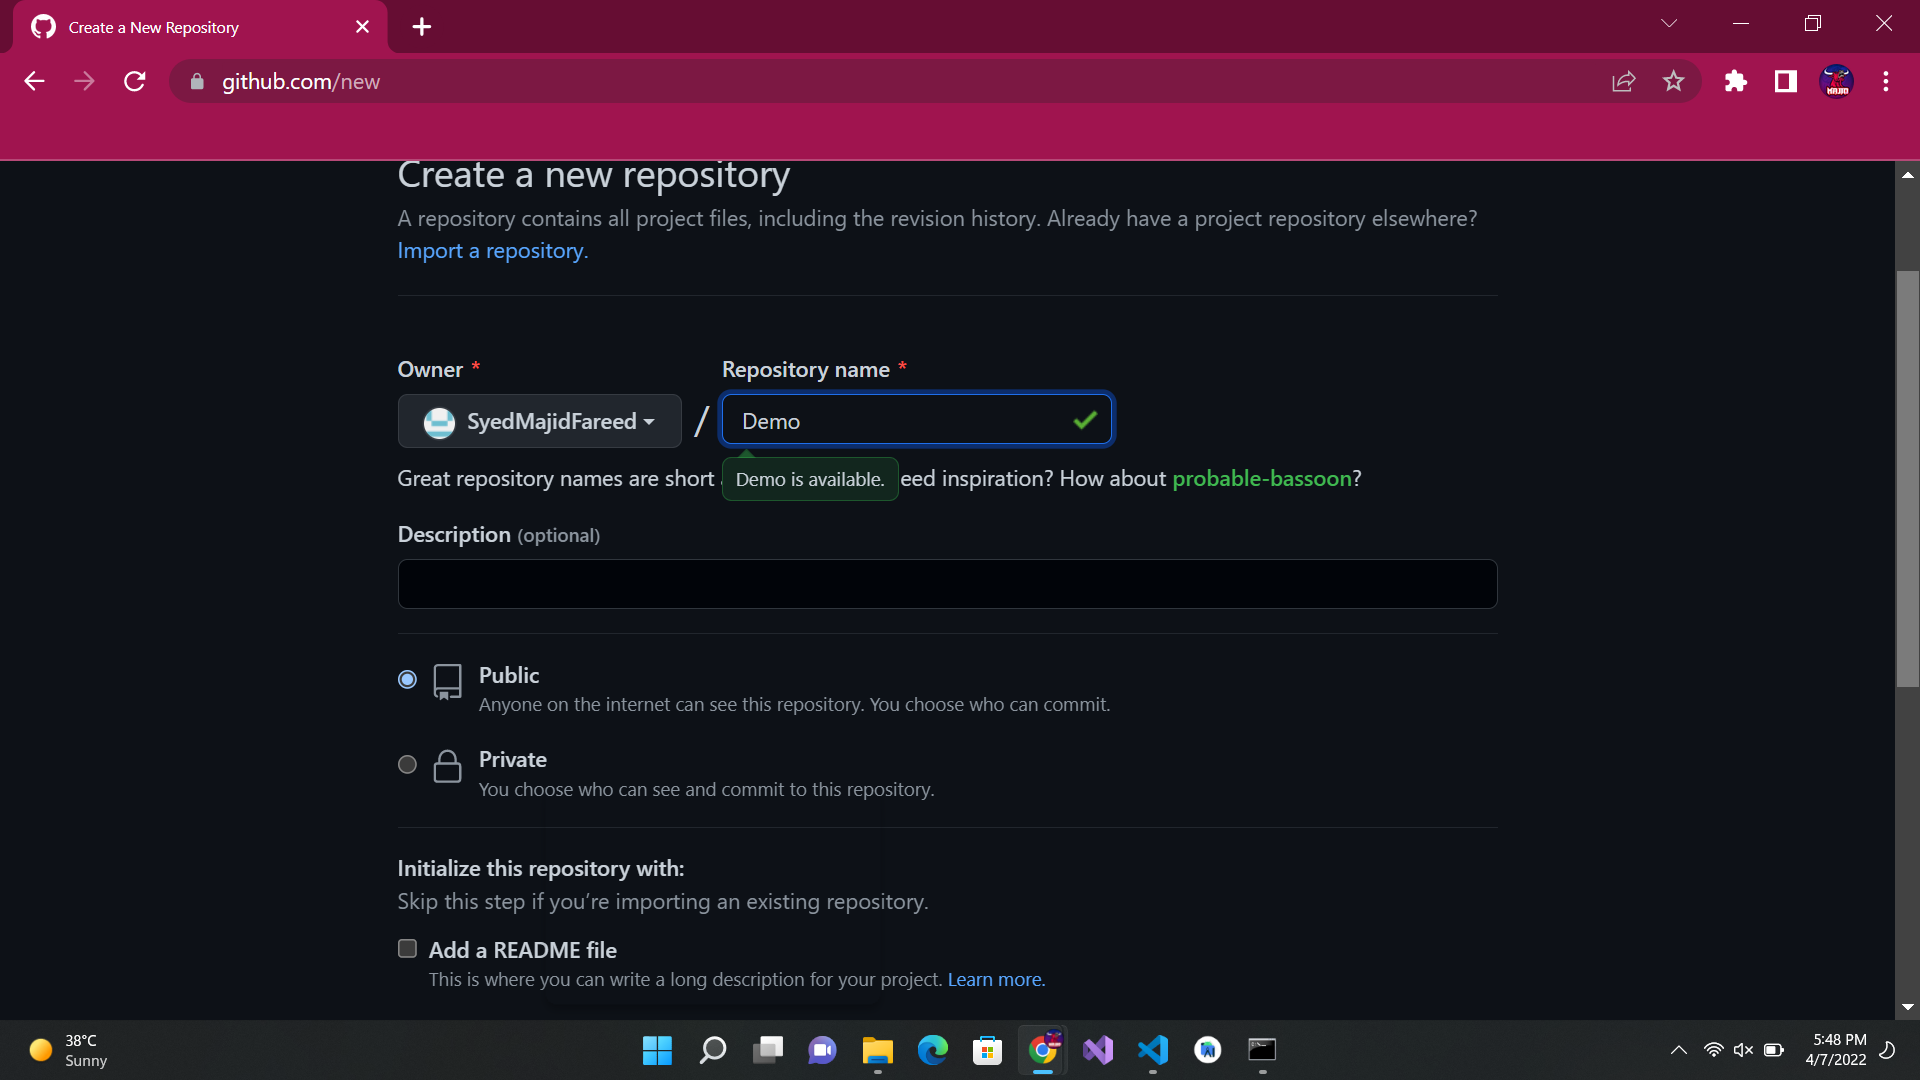 Create a New Repository
github.com/new
Create a new repository
A repository contains all project files, including the revision history. Already have a project repository elsewhere?
Import a repository.
Owner *
Repository name *
SyedMajidFareed
/
Demo
Great repository names are short
Demo is available.
eed inspiration? How about probable-bassoon?
Description (optional)
Public
Anyone on the internet can see this repository. You choose who can commit.
Private
You choose who can see and commit to this repository.
Initialize this repository with:
Skip this step if you’re importing an existing repository.
Add a README file
This is where you can write a long description for your project. Learn more.
38°C
Sunny
5:48 PM
4/7/2022